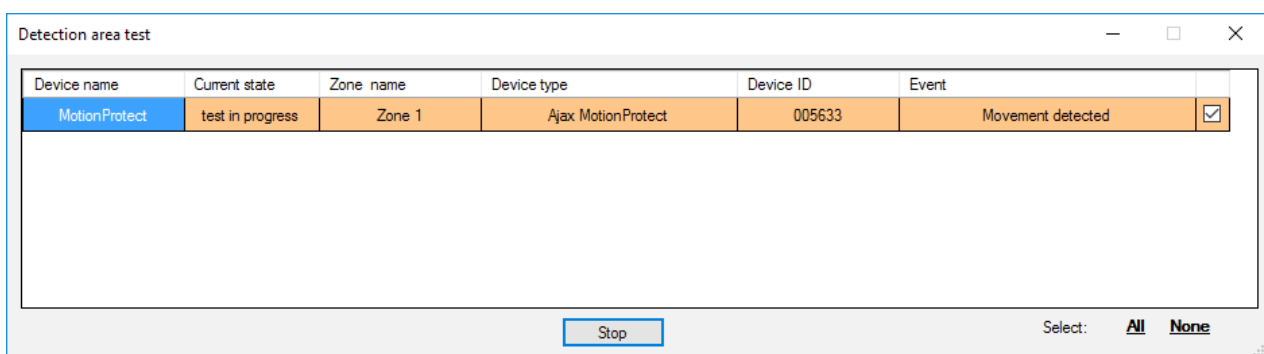 Detection area test
Device name Current state Zone name Device type Device ID Event
MotionProtect test in progress Zone 1 Ajax MotionProtect 005633 Movement detected
Stop Select: All None